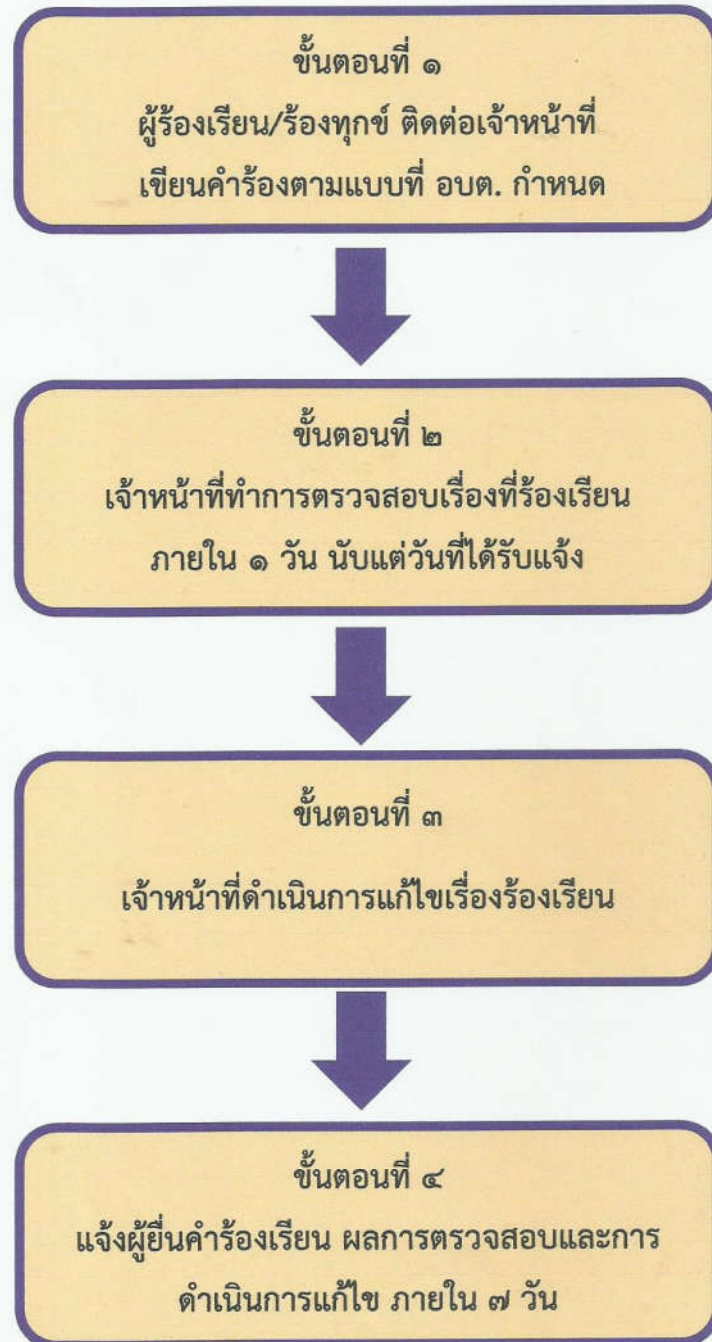 ขั้นตอนที่ ๑
ผู้ร้องเรียน/ร้องทุกข์ ติดต่อเจ้าหน้าที่
เขียนคำร้องตามแบบที่ อบต. กำหนด
ขั้นตอนที่ ๒
เจ้าหน้าที่ทำการตรวจสอบเรื่องที่ร้องเรียน
ภายใน ๑ วัน นับแต่วันที่ได้รับแจ้ง
ขั้นตอนที่ ๓
เจ้าหน้าที่ดำเนินการแก้ไขเรื่องร้องเรียน
ขั้นตอนที่ ๔
แจ้งผู้ยื่นคำร้องเรียน ผลการตรวจสอบและการ
ดำเนินการแก้ไข ภายใน ๗ วัน